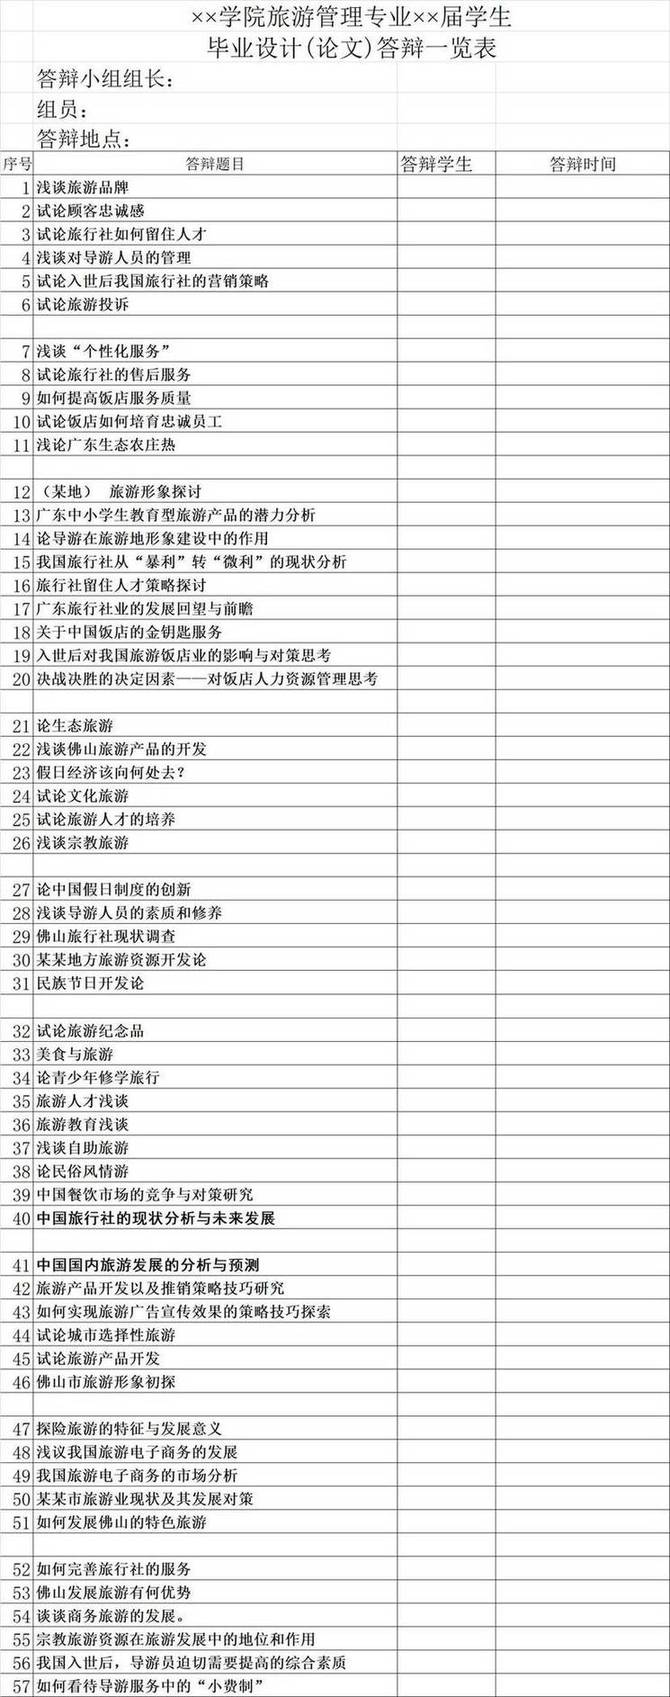 ××学院旅游管理专业××届学生
毕业设计(论文)答辩一览表
答辩小组组长：
组员：
答辩地点：
序号 答辩题目 答辩学生 答辩时间
1 浅谈旅游品牌
2 试论顾客忠诚感
3 试论旅行社如何留住人才
4 浅谈对导游人员的管理
5 试论入世后我国旅行社的营销策略
6 试论旅游投诉
7 浅谈“个性化服务”
8 试论旅行社的售后服务
9 如何提高饭店服务质量
10 试论饭店如何培育忠诚员工
11 浅论广东生态农庄热
12 （某地） 旅游形象探讨
13 广东中小学生教育型旅游产品的潜力分析
14 论导游在旅游地形象建设中的作用
15 我国旅行社从“暴利”转“微利”的现状分析
16 旅行社留住人才策略探讨
17 广东旅行社业的发展回望与前瞻
18 关于中国饭店的金钥匙服务
19 入世后对我国旅游饭店业的影响与对策思考
20 决战决胜的决定因素——对饭店人力资源管理思考
21 论生态旅游
22 浅谈佛山旅游产品的开发
23 假日经济该向何处去？
24 试论文化旅游
25 试论旅游人才的培养
26 浅谈宗教旅游
27 论中国假日制度的创新
28 浅谈导游人员的素质和修养
29 佛山旅行社现状调查
30 某某地方旅游资源开发论
31 民族节日开发论
32 试论旅游纪念品
33 美食与旅游
34 论青少年修学旅行
35 旅游人才浅谈
36 旅游教育浅谈
37 浅谈自助旅游
38 论民俗风情游
39 中国餐饮市场的竞争与对策研究
40 中国旅行社的现状分析与未来发展
41 中国国内旅游发展的分析与预测
42 旅游产品开发以及推销策略技巧研究
43 如何实现旅游广告宣传效果的策略技巧探索
44 试论城市选择性旅游
45 试论旅游产品开发
46 佛山市旅游形象初探
47 探险旅游的特征与发展意义
48 浅议我国旅游电子商务的发展
49 我国旅游电子商务的市场分析
50 某某市旅游业现状及其发展对策
51 如何发展佛山的特色旅游
52 如何完善旅行社的服务
53 佛山发展旅游有何优势
54 谈谈商务旅游的发展。
55 宗教旅游资源在旅游发展中的地位和作用
56 我国入世后，导游员迫切需要提高的综合素质
57 如何看待导游服务中的“小费制”